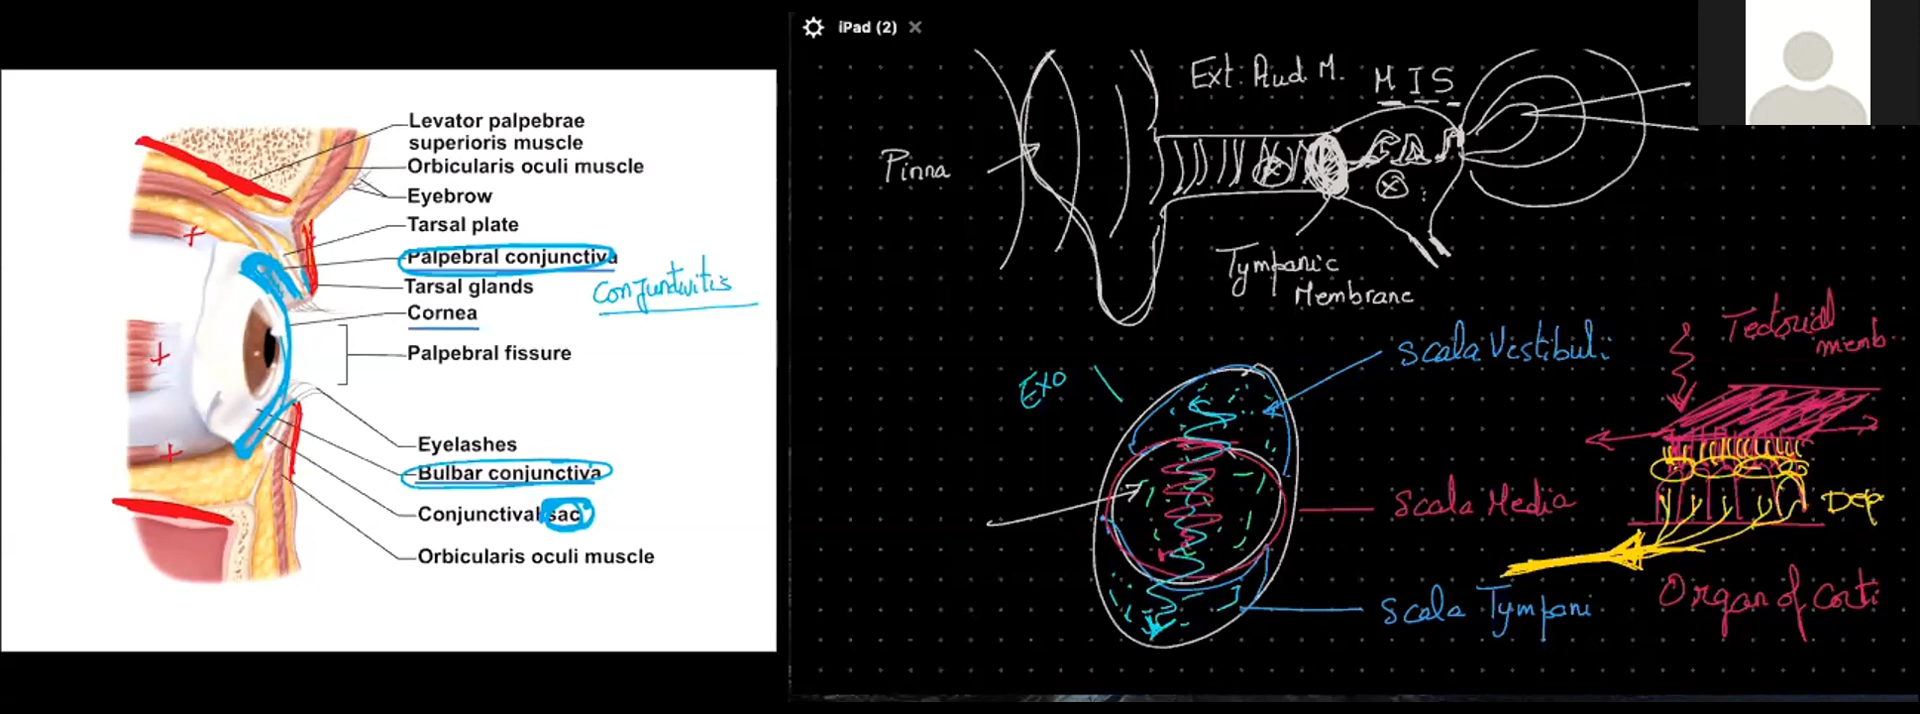 Levator palpebrae
superioris muscle
Orbicularis oculi muscle
Eyebrow
Tarsal plate
Palpebral conjunctiva
Tarsal glands
Cornea
Palpebral fissure
Eyelashes
Bulbar conjunctiva
Conjunctival sac
Orbicularis oculi muscle
Conjuntivitis
iPad (2)
Ext. Aud. M.
M I S
Pinna
Tympanic
Membrane
Exo
Scala Vestibuli
Scala Media
Scala Tympani
Tectorial
memb.
Dep
Organ of Corti